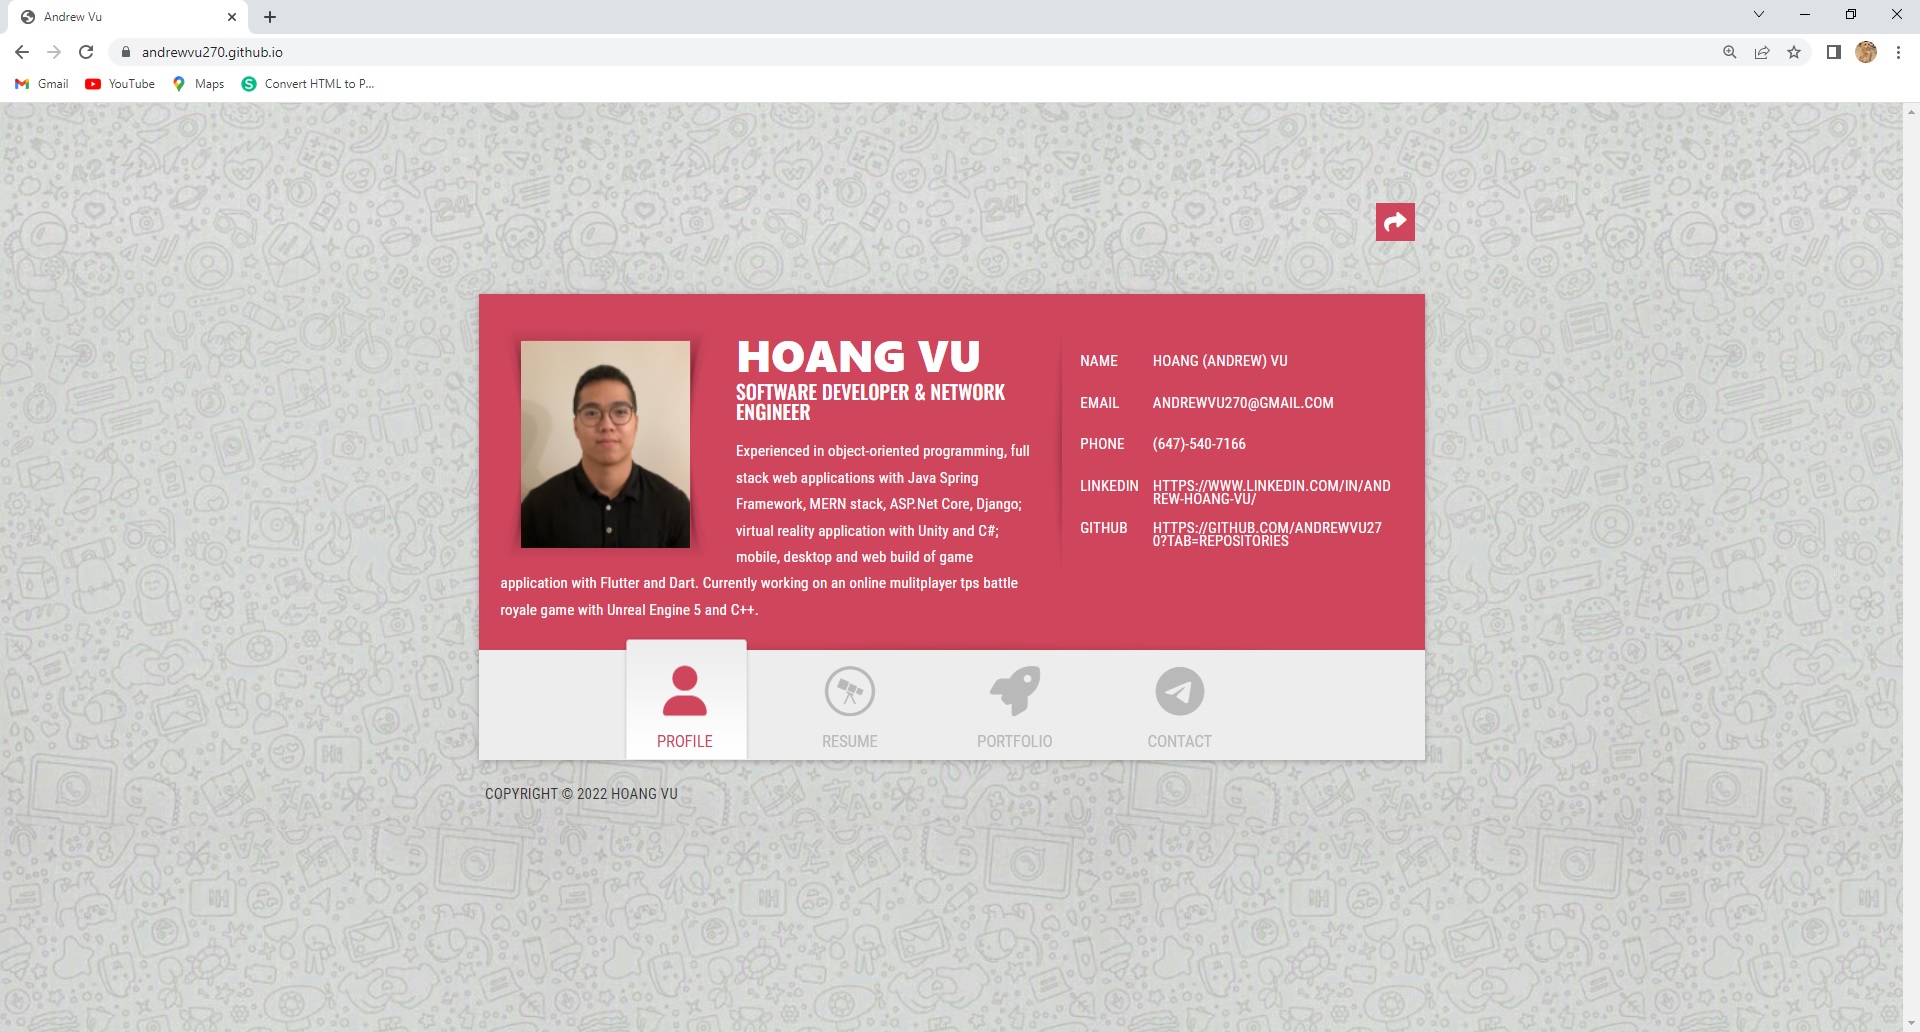 Andrew Vu
andrewvu270.github.io
Gmail
YouTube
Maps
Convert HTML to P...
HOANG VU
SOFTWARE DEVELOPER & NETWORK
ENGINEER
Experienced in object-oriented programming, full
stack web applications with Java Spring
Framework, MERN stack, ASP.Net Core, Django;
virtual reality application with Unity and C#;
mobile, desktop and web build of game
application with Flutter and Dart. Currently working on an online mulitplayer tps battle
royale game with Unreal Engine 5 and C++.
NAME HOANG (ANDREW) VU
EMAIL ANDREWVU270@GMAIL.COM
PHONE (647)-540-7166
LINKEDIN HTTPS://WWW.LINKEDIN.COM/IN/AND
REW-HOANG-VU/
GITHUB HTTPS://GITHUB.COM/ANDREWVU27
0?TAB=REPOSITORIES
PROFILE
RESUME
PORTFOLIO
CONTACT
COPYRIGHT © 2022 HOANG VU